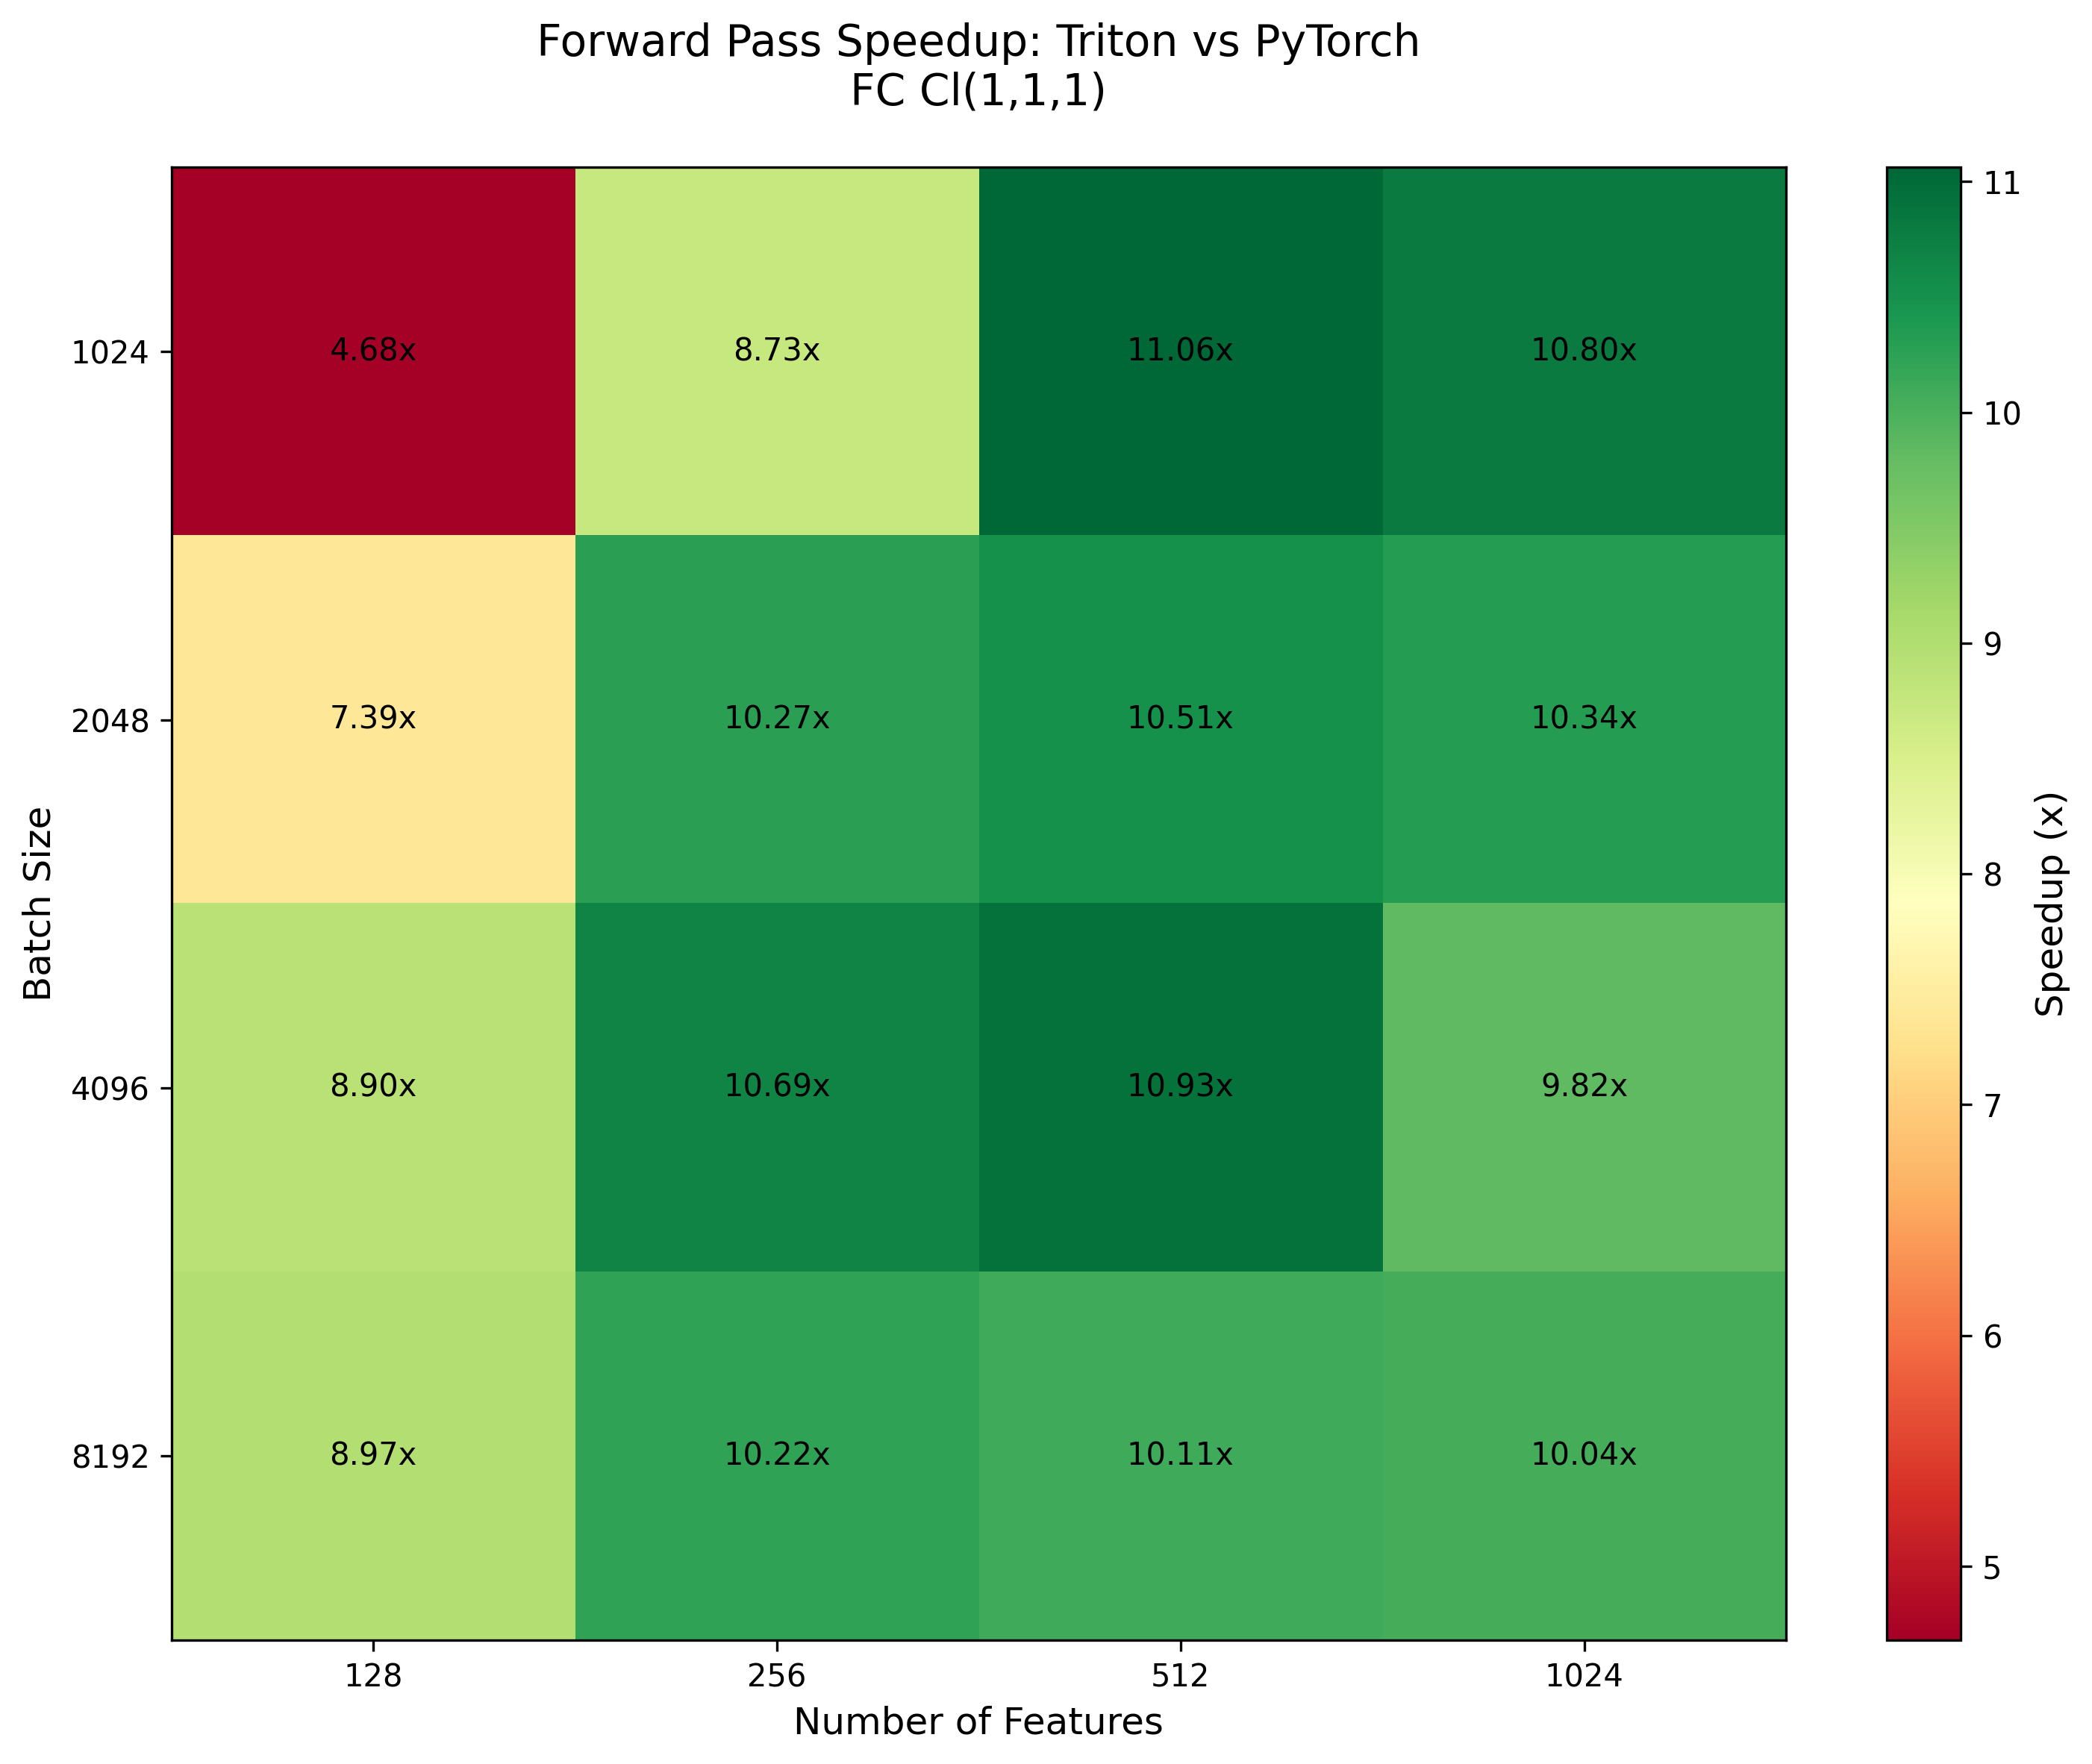 Forward Pass Speedup: Triton vs PyTorch
FC Cl(1,1,1)
1024
4.68x
8.73x
11.06x
10.80x
2048
7.39x
10.27x
10.51x
10.34x
4096
8.90x
10.69x
10.93x
9.82x
8192
8.97x
10.22x
10.11x
10.04x
128
256
512
1024
Number of Features
Batch Size
11
10
9
8
7
6
5
Speedup (x)